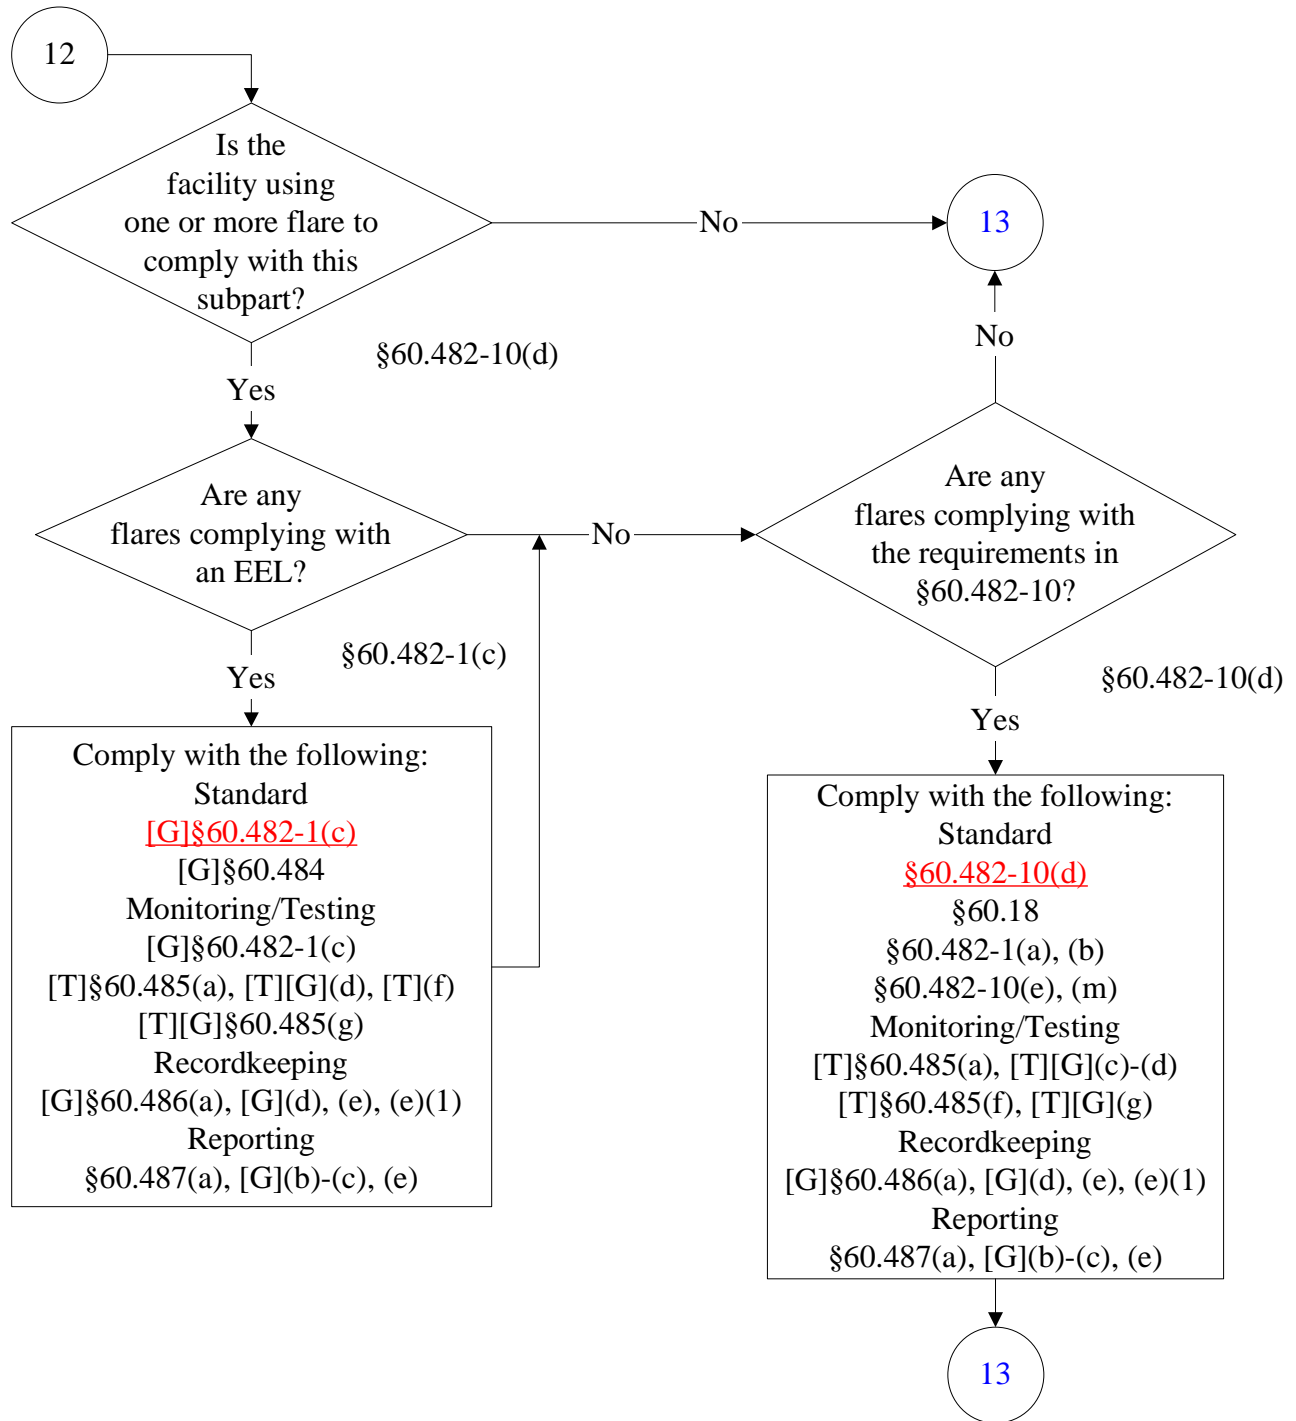 12
Is the
facility using
one or more flare to
comply with this
subpart?
No
13
§60.482-10(d)
Yes
Are any
flares complying with
an EEL?
No
Are any
flares complying with
the requirements in
§60.482-10?
No
§60.482-1(c)
Yes
§60.482-10(d)
Yes
Comply with the following:
Standard
[G]§60.482-1(c)
[G]§60.484
Monitoring/Testing
[G]§60.482-1(c)
[T]§60.485(a), [T][G](d), [T](f)
[T][G]§60.485(g)
Recordkeeping
[G]§60.486(a), [G](d), (e), (e)(1)
Reporting
§60.487(a), [G](b)-(c), (e)
Comply with the following:
Standard
§60.482-10(d)
§60.18
§60.482-1(a), (b)
§60.482-10(e), (m)
Monitoring/Testing
[T]§60.485(a), [T][G](c)-(d)
[T]§60.485(f), [T][G](g)
Recordkeeping
[G]§60.486(a), [G](d), (e), (e)(1)
Reporting
§60.487(a), [G](b)-(c), (e)
13